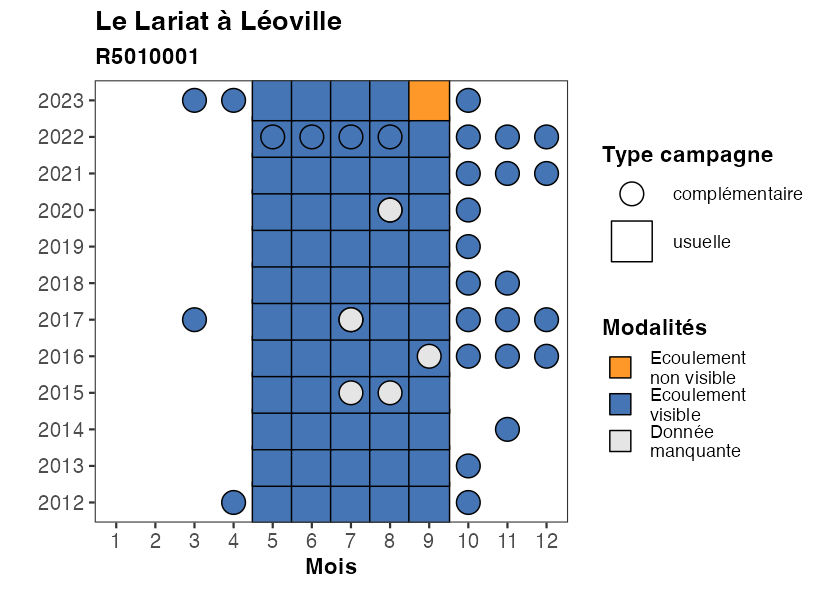 Le Lariat à Léoville
R5010001
2023
2022
2021
2020
2019
2018
2017
2016
2015
2014
2013
2012
1 2 3 4 5 6 7 8 9 10 11 12
Mois
Type campagne
complémentaire
usuelle
Modalités
Ecoulement
non visible
Ecoulement
visible
Donnée
manquante